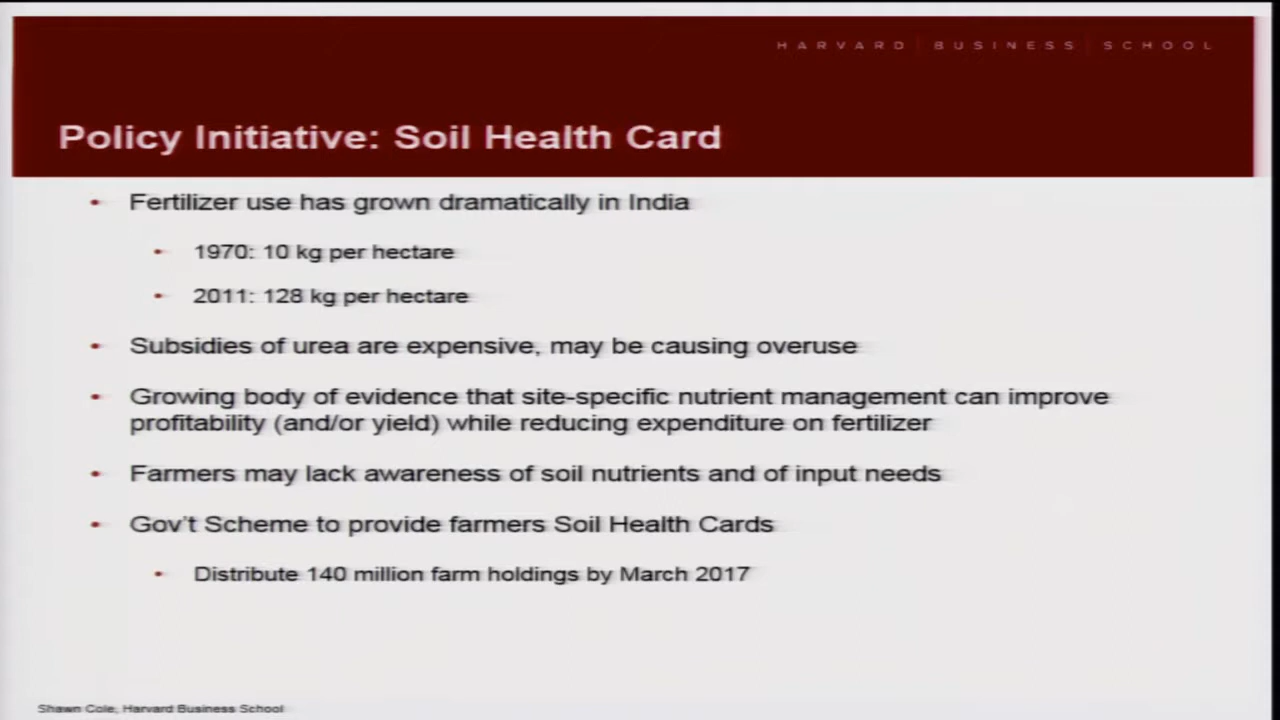 HARVARD BUSINESS SCHOOL
Policy Initiative: Soil Health Card
• Fertilizer use has grown dramatically in India
• 1970: 10 kg per hectare
• 2011: 128 kg per hectare
• Subsidies of urea are expensive, may be causing overuse
• Growing body of evidence that site-specific nutrient management can improve
profitability (and/or yield) while reducing expenditure on fertilizer
• Farmers may lack awareness of soil nutrients and of input needs
• Gov't Scheme to provide farmers Soil Health Cards
• Distribute 140 million farm holdings by March 2017
Shawn Cole, Harvard Business School